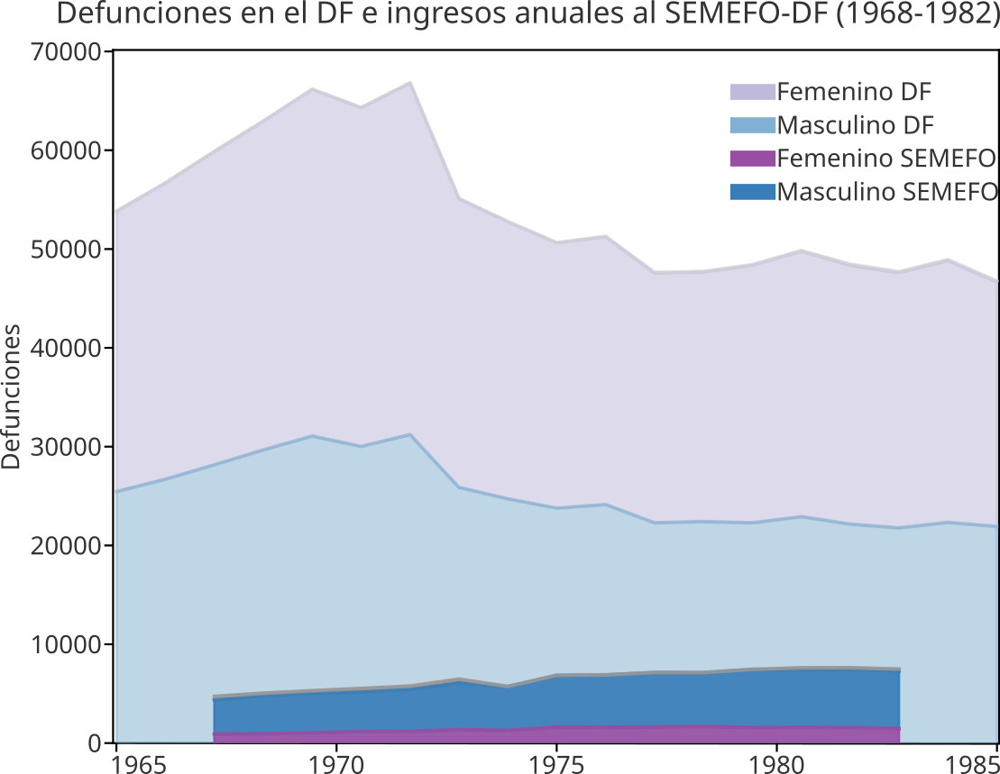 Defunciones en el DF e ingresos anuales al SEMEFO-DF (1968-1982)
70000
60000
50000
40000
30000
20000
10000
0
Defunciones
Femenino DF
Masculino DF
Femenino SEMEFO
Masculino SEMEFO
1965 1970 1975 1980 1985